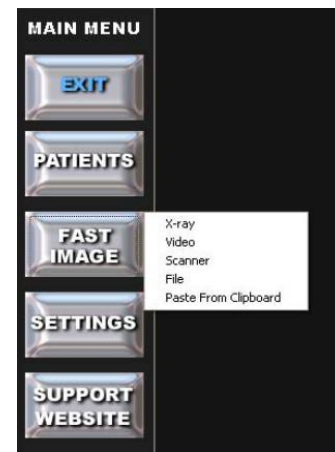 MAIN MENU
EXIT
PATIENTS
FAST
IMAGE
X-ray
Video
Scanner
File
Paste From Clipboard
SETTINGS
SUPPORT
WEBSITE